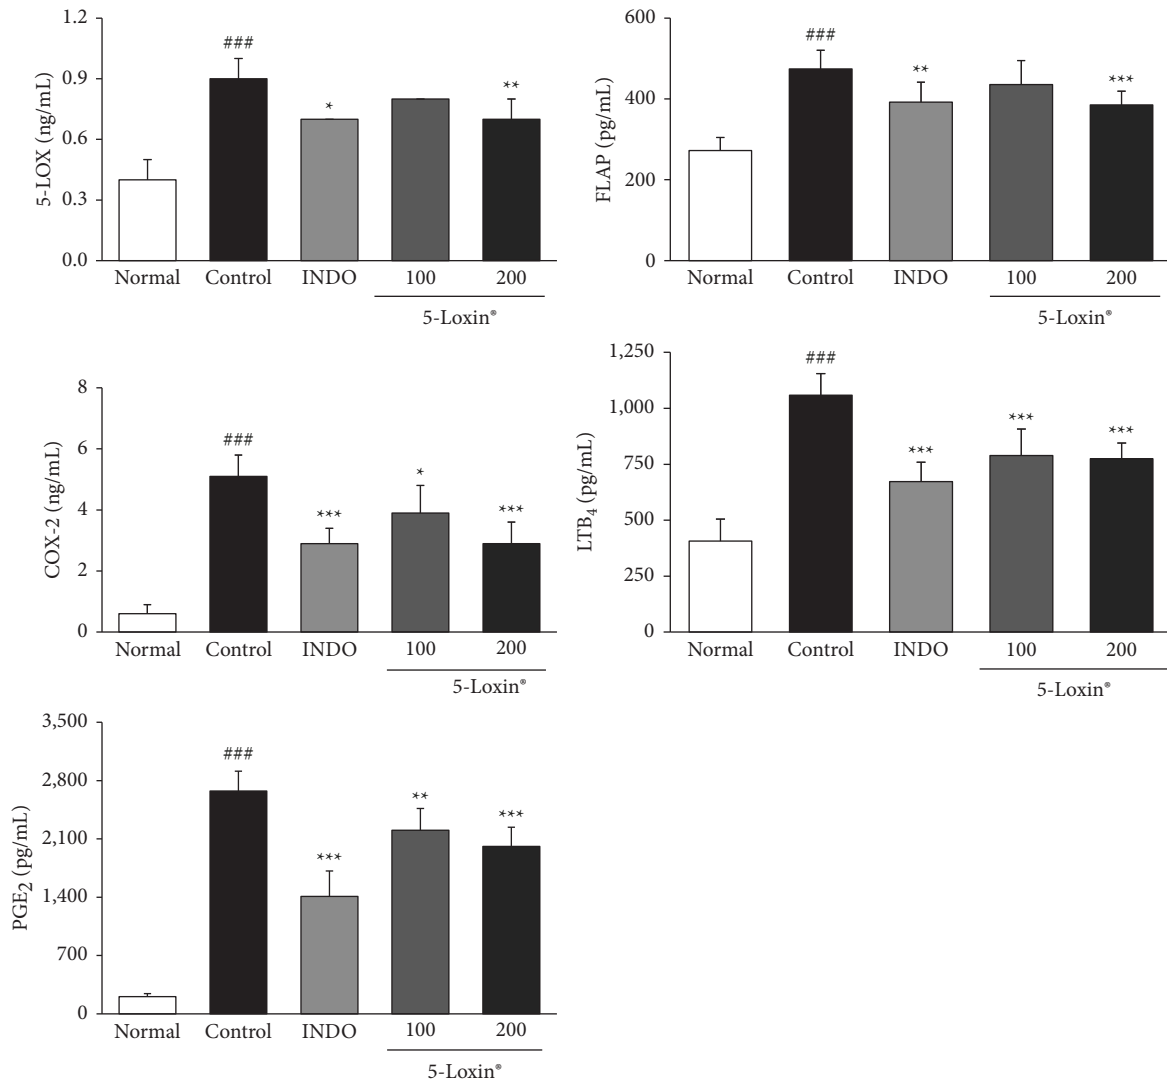 5-LOX (ng/mL)
1.2
0.9
0.6
0.3
0.0
###
*
**
Normal Control INDO 100 200
5-Loxin®
FLAP (pg/mL)
600
400
200
0
###
**
***
Normal Control INDO 100 200
5-Loxin®
COX-2 (ng/mL)
8
6
4
2
0
###
***
*
***
Normal Control INDO 100 200
5-Loxin®
LTB4 (pg/mL)
1,250
1,000
750
500
250
0
###
***
***
***
Normal Control INDO 100 200
5-Loxin®
PGE2 (pg/mL)
3,500
2,800
2,100
1,400
700
0
###
***
**
***
Normal Control INDO 100 200
5-Loxin®